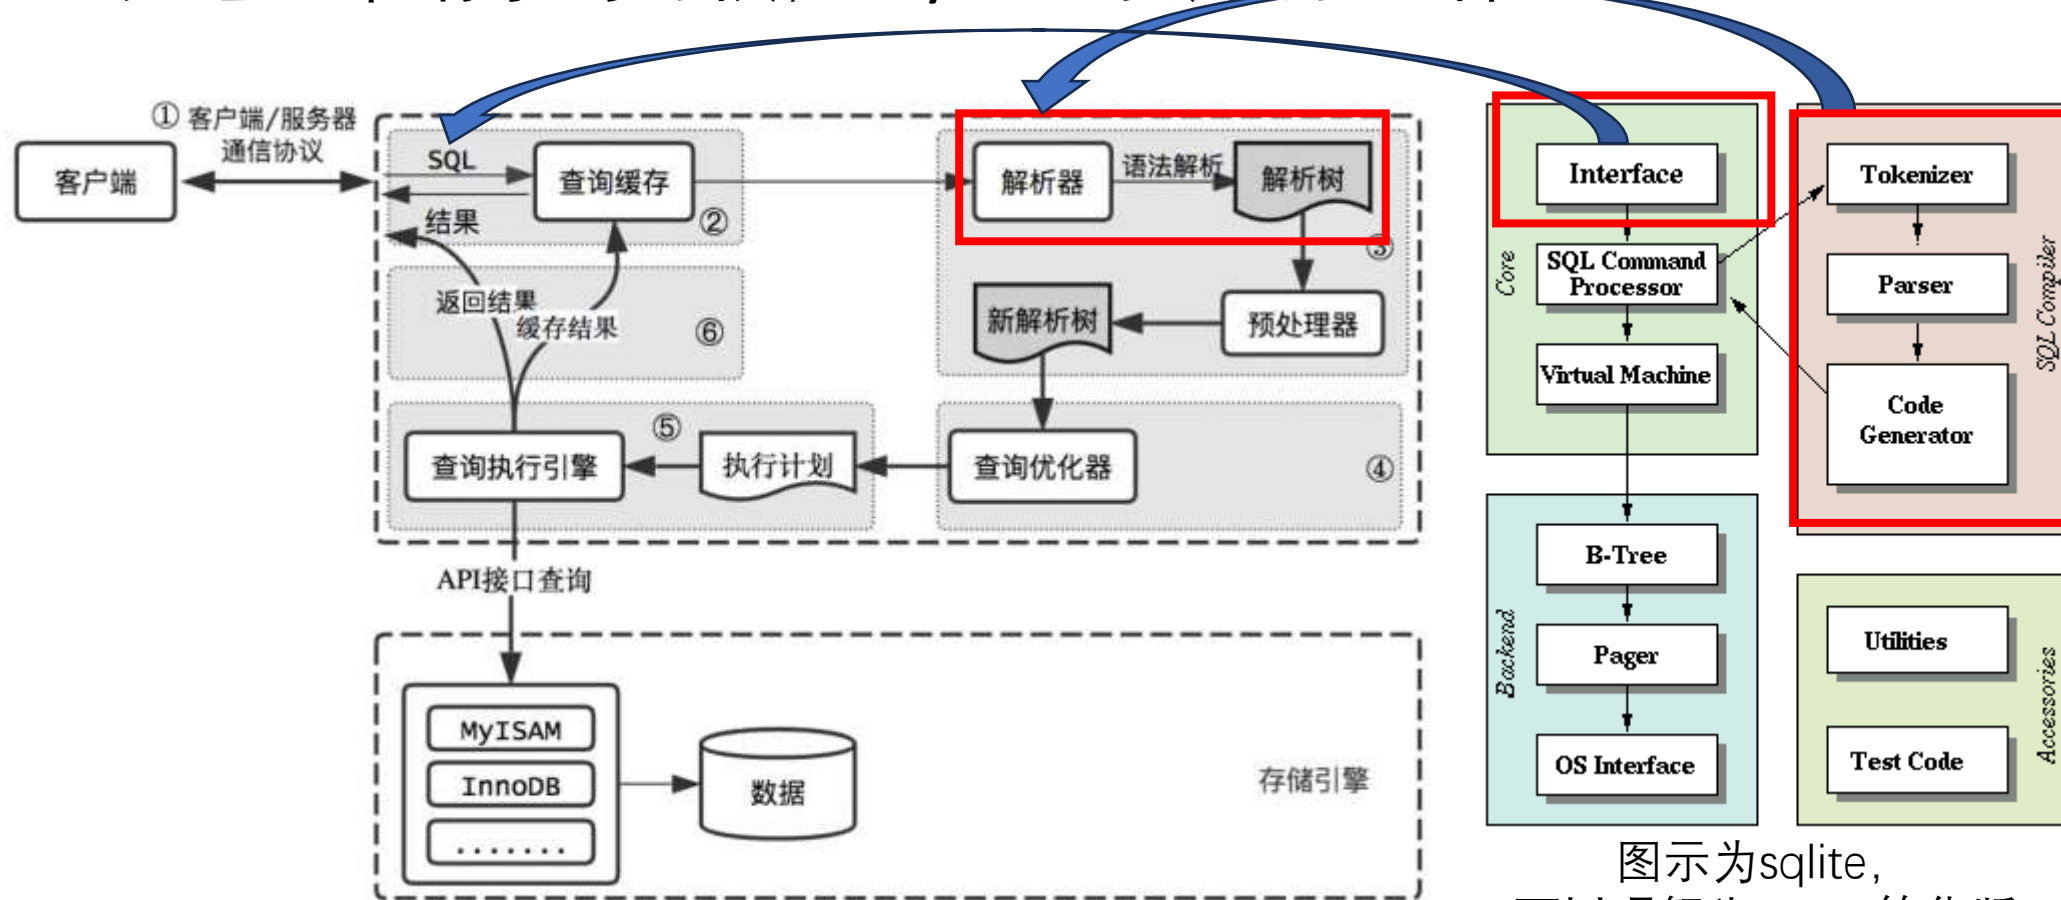 ① 客户端/服务器
通信协议
客户端
SQL
查询缓存
结果
②
解析器
语法解析
解析树
③
返回结果
缓存结果
⑥
新解析树
预处理器
⑤
查询执行引擎
执行计划
查询优化器
④
API接口查询
MyISAM
InnoDB
.......
数据
存储引擎
Interface
Core
SQL Command
Processor
Virtual Machine
Tokenizer
Parser
Code
Generator
SQL Compiler
Backend
B-Tree
Pager
OS Interface
Utilities
Test Code
Accessories
图示为sqlite,